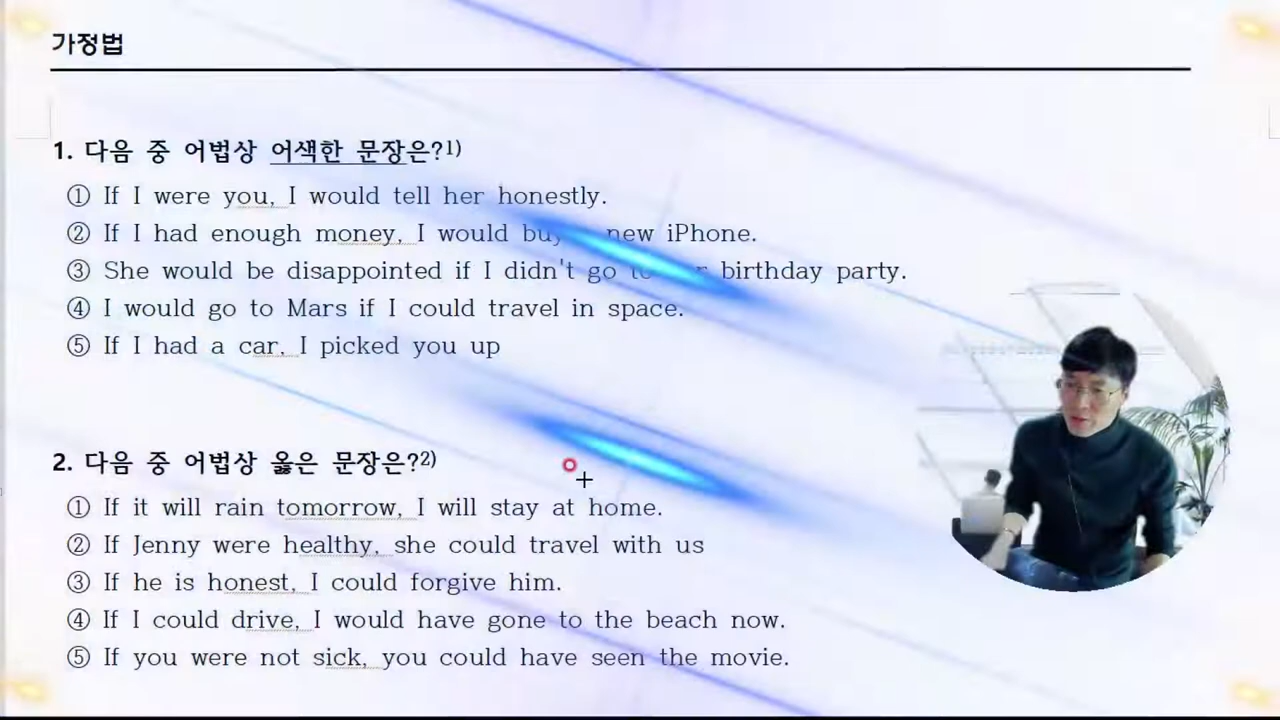 가정법
1. 다음 중 어법상 어색한 문장은?1)
① If I were you, I would tell her honestly.
② If I had enough money, I would buy new iPhone.
③ She would be disappointed if I didn't go to birthday party.
④ I would go to Mars if I could travel in space.
⑤ If I had a car, I picked you up
2. 다음 중 어법상 옳은 문장은?2)
① If it will rain tomorrow, I will stay at home.
② If Jenny were healthy, she could travel with us
③ If he is honest, I could forgive him.
④ If I could drive, I would have gone to the beach now.
⑤ If you were not sick, you could have seen the movie.